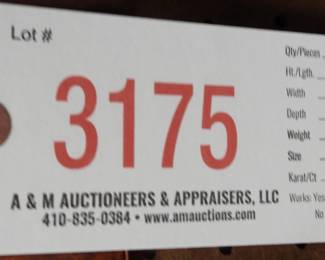 Lot #
3175
A & M AUCTIONEERS & APPRAISERS, LLC
410-835-0384 • www.amauctions.com
Qty/Pieces
Ht./Lgth.
Width
Depth
Weight
Size
Karat/Ct
Works: Yes
No